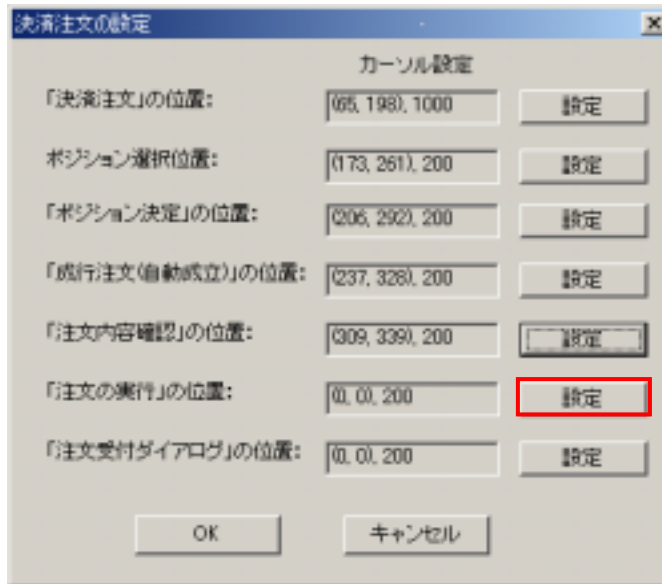 決済注文の設定
カーソル設定
「決済注文」の位置: (65, 198), 1000 設定
ポジション選択位置: (173, 261), 200 設定
「ポジション決定」の位置: (206, 292), 200 設定
「成行注文(自動成立)」の位置: (237, 328), 200 設定
「注文内容確認」の位置: (309, 339), 200 設定
「注文の実行」の位置: (0, 0), 200 設定
「注文受付ダイアログ」の位置: (0, 0), 200 設定
OK キャンセル